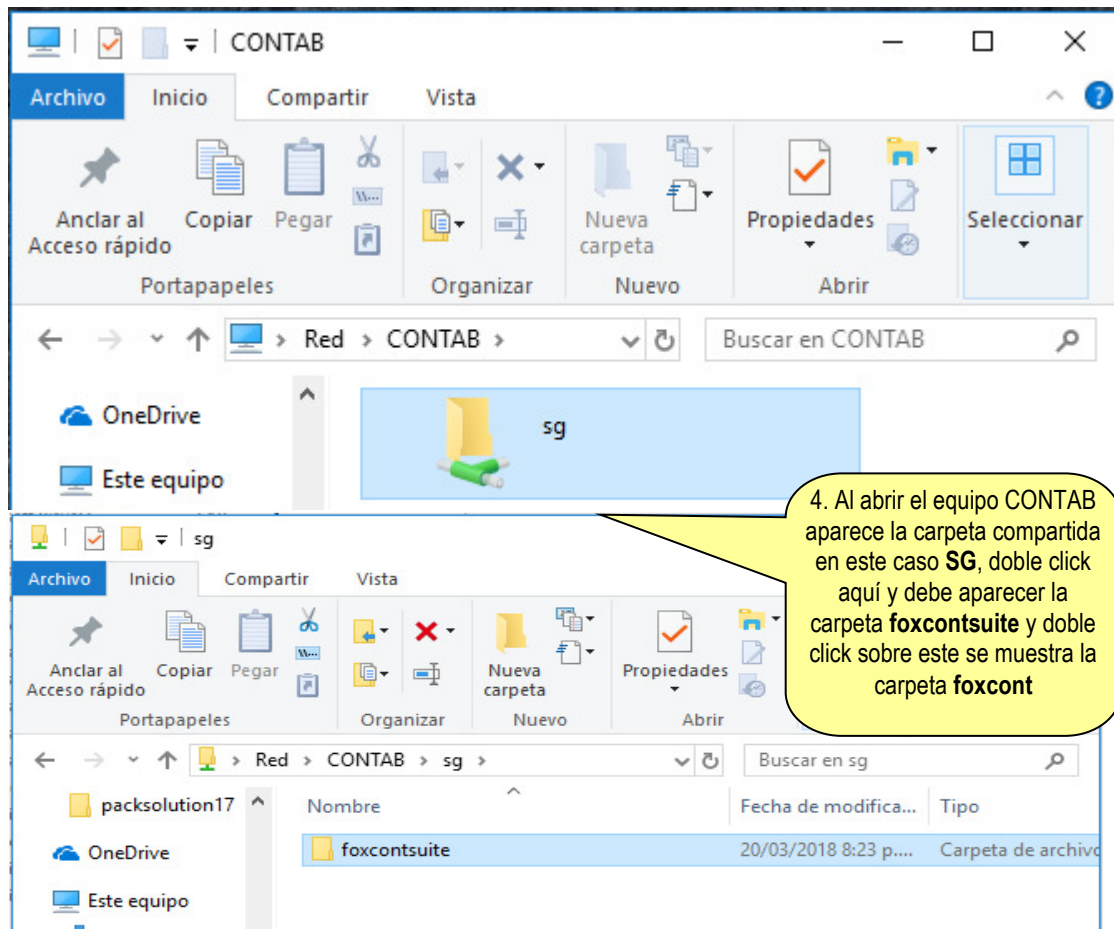 CONTAB
Archivo Inicio Compartir Vista
Anclar al
Acceso rápido
Copiar Pegar
Nueva
carpeta
Propiedades
Seleccionar
Portapapeles Organizar Nuevo Abrir
Red > CONTAB >
Buscar en CONTAB
OneDrive
sg
Este equipo
4. Al abrir el equipo CONTAB
aparece la carpeta compartida
en este caso SG, doble click
aquí y debe aparecer la
carpeta foxcontsuite y doble
click sobre este se muestra la
carpeta foxcont
sg
Archivo Inicio Compartir Vista
Anclar al
Acceso rápido
Copiar Pegar
Nueva
carpeta
Propiedades
Portapapeles Organizar Nuevo Abrir
Red > CONTAB > sg >
Buscar en sg
packsolution17
Nombre Fecha de modifica... Tipo
OneDrive
foxcontsuite 20/03/2018 8:23 p.... Carpeta de archivo
Este equipo